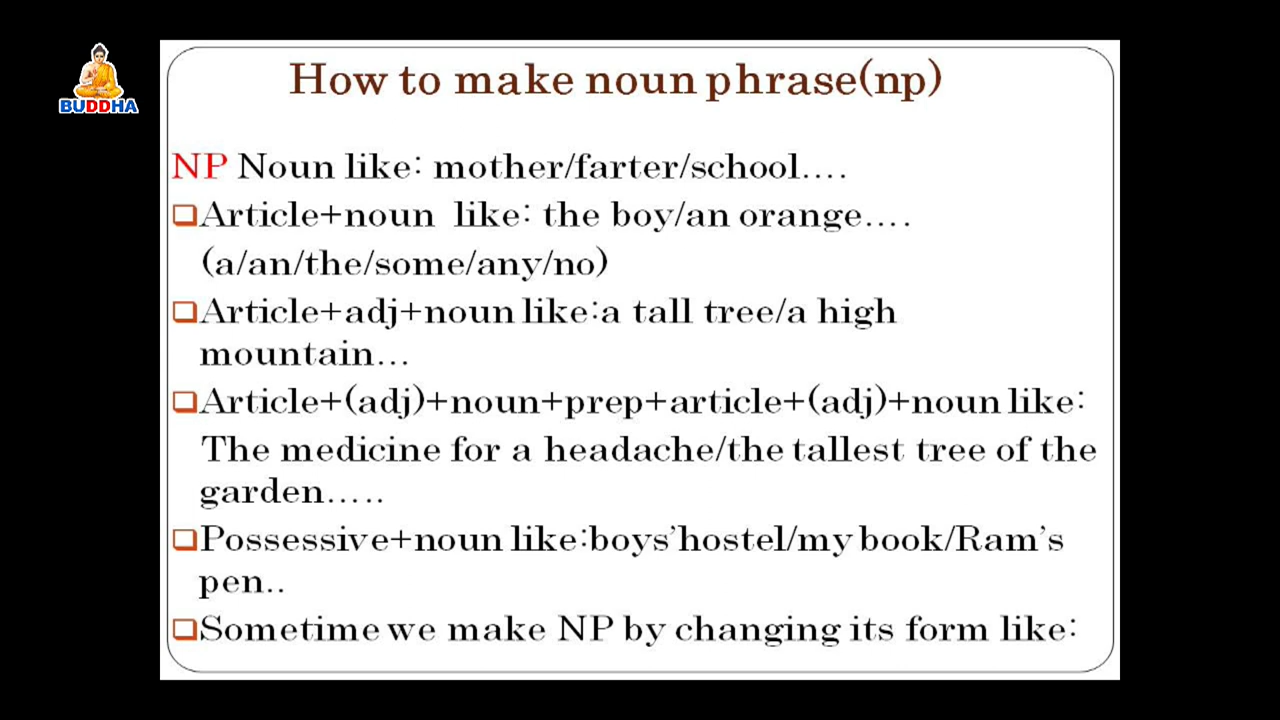 BUDDHA
How to make noun phrase(np)
NP Noun like: mother/farter/school....
Article+noun like: the boy/an orange....
(a/an/the/some/any/no)
Article+adj+noun like:a tall tree/a high
mountain...
Article+(adj)+noun+prep+article+(adj)+noun like:
The medicine for a headache/the tallest tree of the
garden.....
Possessive+noun like:boys'hostel/my book/Ram's
pen..
Sometime we make NP by changing its form like: